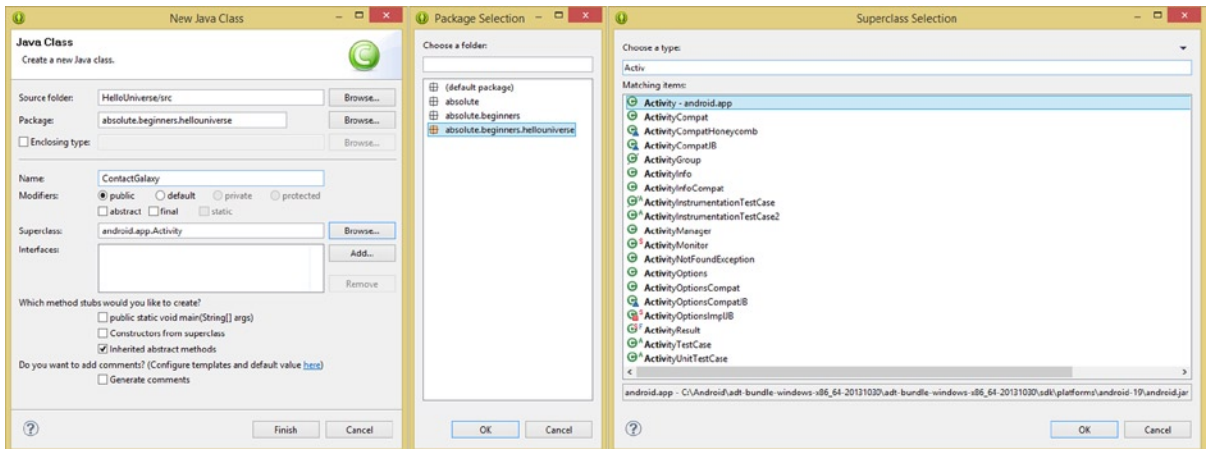 New Java Class
Java Class
Create a new Java class.
Source folder: HelloUniverse/src Browse...
Package: absolute.beginners.hellouniverse Browse...
Enclosing type: Browse...
Name: ContactGalaxy
Modifiers: public default private protected
abstract final static
Superclass: android.app.Activity Browse...
Interfaces: Add...
Remove
Which method stubs would you like to create?
public static void main(String[] args)
Constructors from superclass
Inherited abstract methods
Do you want to add comments? (Configure templates and default value here)
Generate comments
Finish Cancel
Package Selection
Choose a folder:
(default package)
absolute
absolute.beginners
absolute.beginners.hellouniverse
OK Cancel
Superclass Selection
Choose a type:
Activ
Matching items:
Activity - android.app
ActivityCompat
ActivityCompatHoneycomb
ActivityCompatJB
ActivityGroup
ActivityInfo
ActivityInfoCompat
ActivityInstrumentationTestCase
ActivityInstrumentationTestCase2
ActivityManager
ActivityMonitor
ActivityNotFoundException
ActivityOptions
ActivityOptionsCompat
ActivityOptionsCompatJB
ActivityOptionsImplJB
ActivityResult
ActivityTestCase
ActivityUnitTestCase
android.app - C:\Android\adt-bundle-windows-x86_64-20131030\adt-bundle-windows-x86_64-20131030\sdk\platforms\android-19\android.jar
OK Cancel